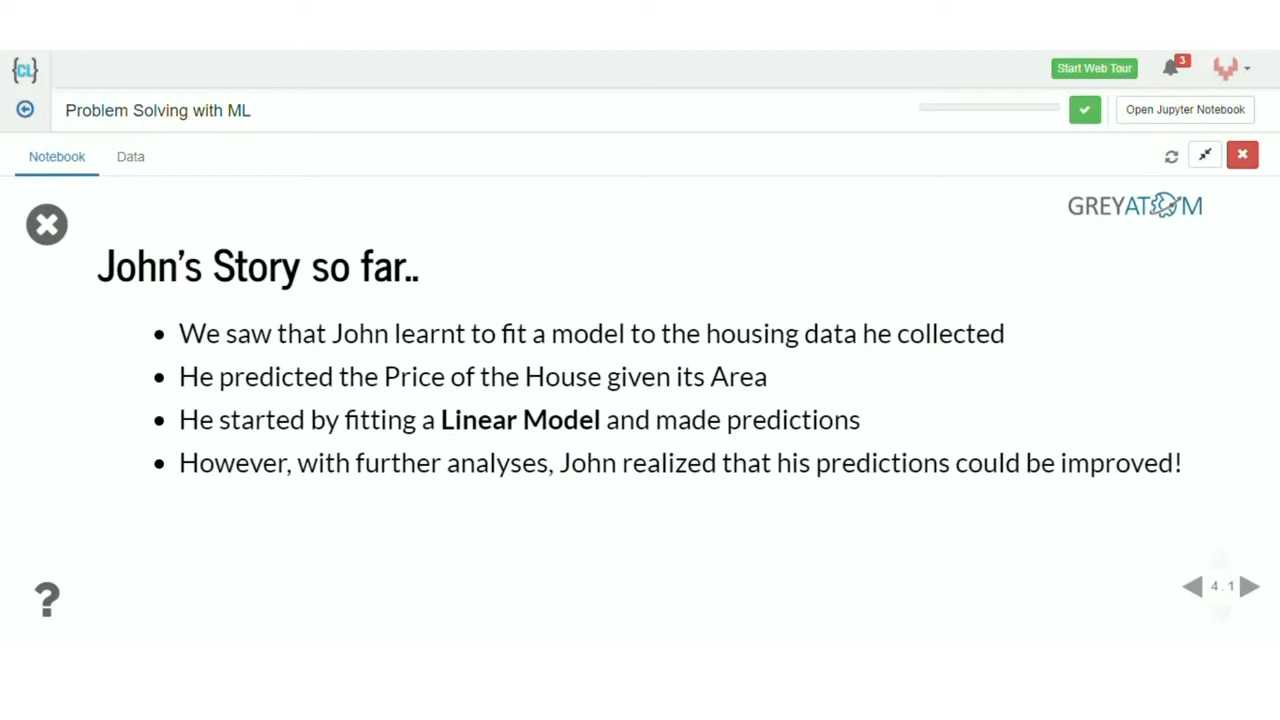 {CL}
Start Web Tour
3
Problem Solving with ML
Open Jupyter Notebook
Notebook Data
GREYATOM
John's Story so far..
• We saw that John learnt to fit a model to the housing data he collected
• He predicted the Price of the House given its Area
• He started by fitting a Linear Model and made predictions
• However, with further analyses, John realized that his predictions could be improved!
?
4.1